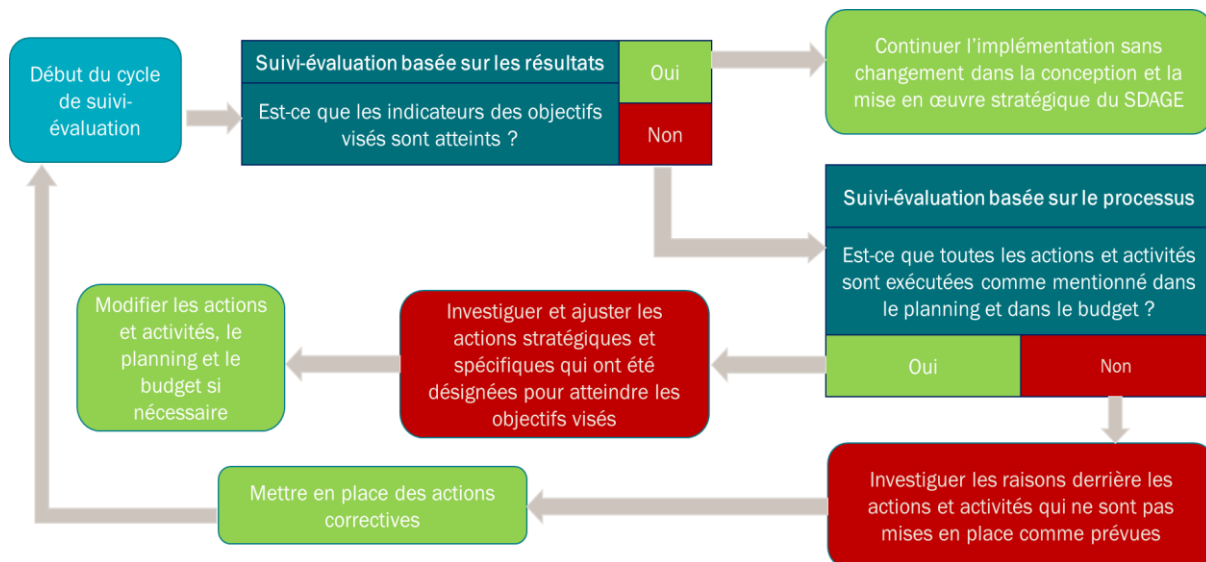 Début du cycle
de suivi-
évaluation
Suivi-évaluation basée sur les résultats
Est-ce que les indicateurs des objectifs
visés sont atteints ?
Oui
Non
Continuer l'implémentation sans
changement dans la conception et la
mise en œuvre stratégique du SDAGE
Suivi-évaluation basée sur le processus
Est-ce que toutes les actions et activités
sont exécutées comme mentionné dans
le planning et dans le budget ?
Oui
Non
Investiguer et ajuster les
actions stratégiques et
spécifiques qui ont été
désignées pour atteindre les
objectifs visés
Modifier les actions
et activités, le
planning et le
budget si
nécessaire
Investiguer les raisons derrière les
actions et activités qui ne sont pas
mises en place comme prévues
Mettre en place des actions
correctives